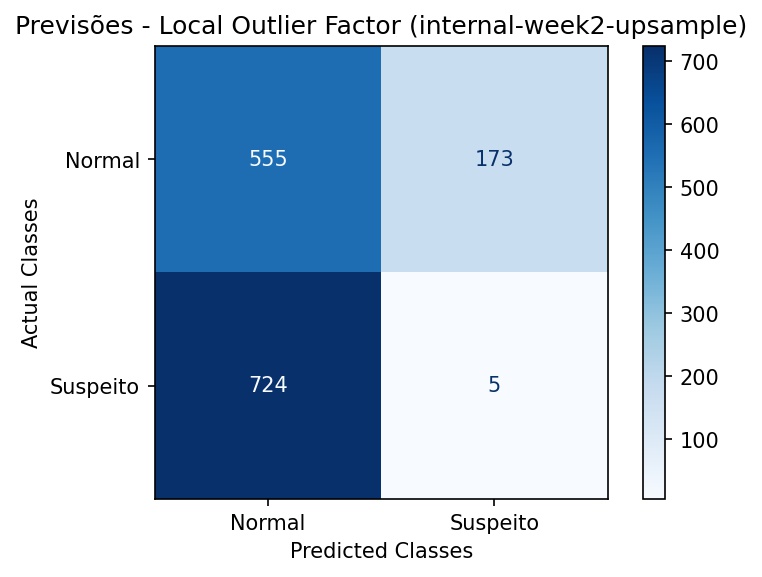 Previsões - Local Outlier Factor (internal-week2-upsample)
Actual Classes
Normal
555
173
Suspeito
724
5
Normal
Suspeito
Predicted Classes
700
600
500
400
300
200
100